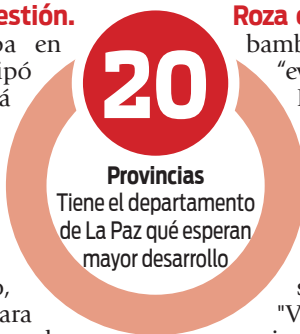 estión.
Roza
en
bamb
ipó
"ev
20
Provincias
Tiene el departamento
de La Paz qué esperan
mayor desarrollo
ara
"V